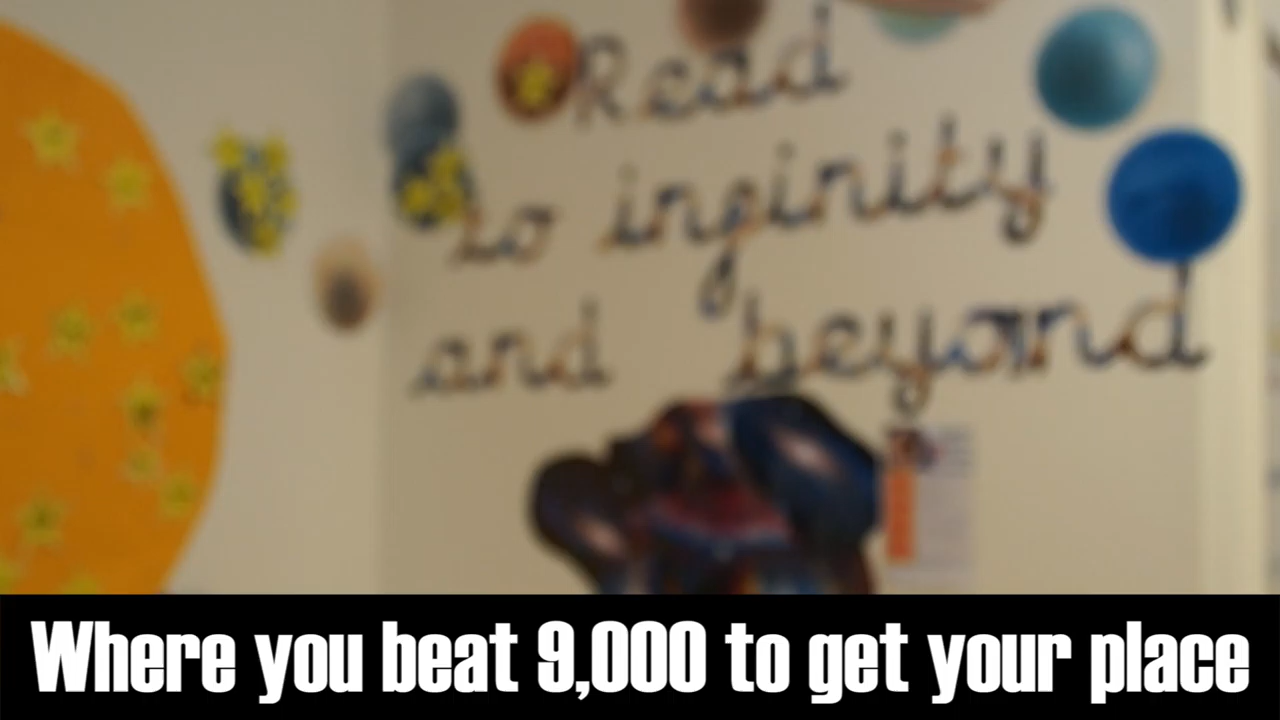 Read
to infinity
and beyond
Where you beat 9,000 to get your place